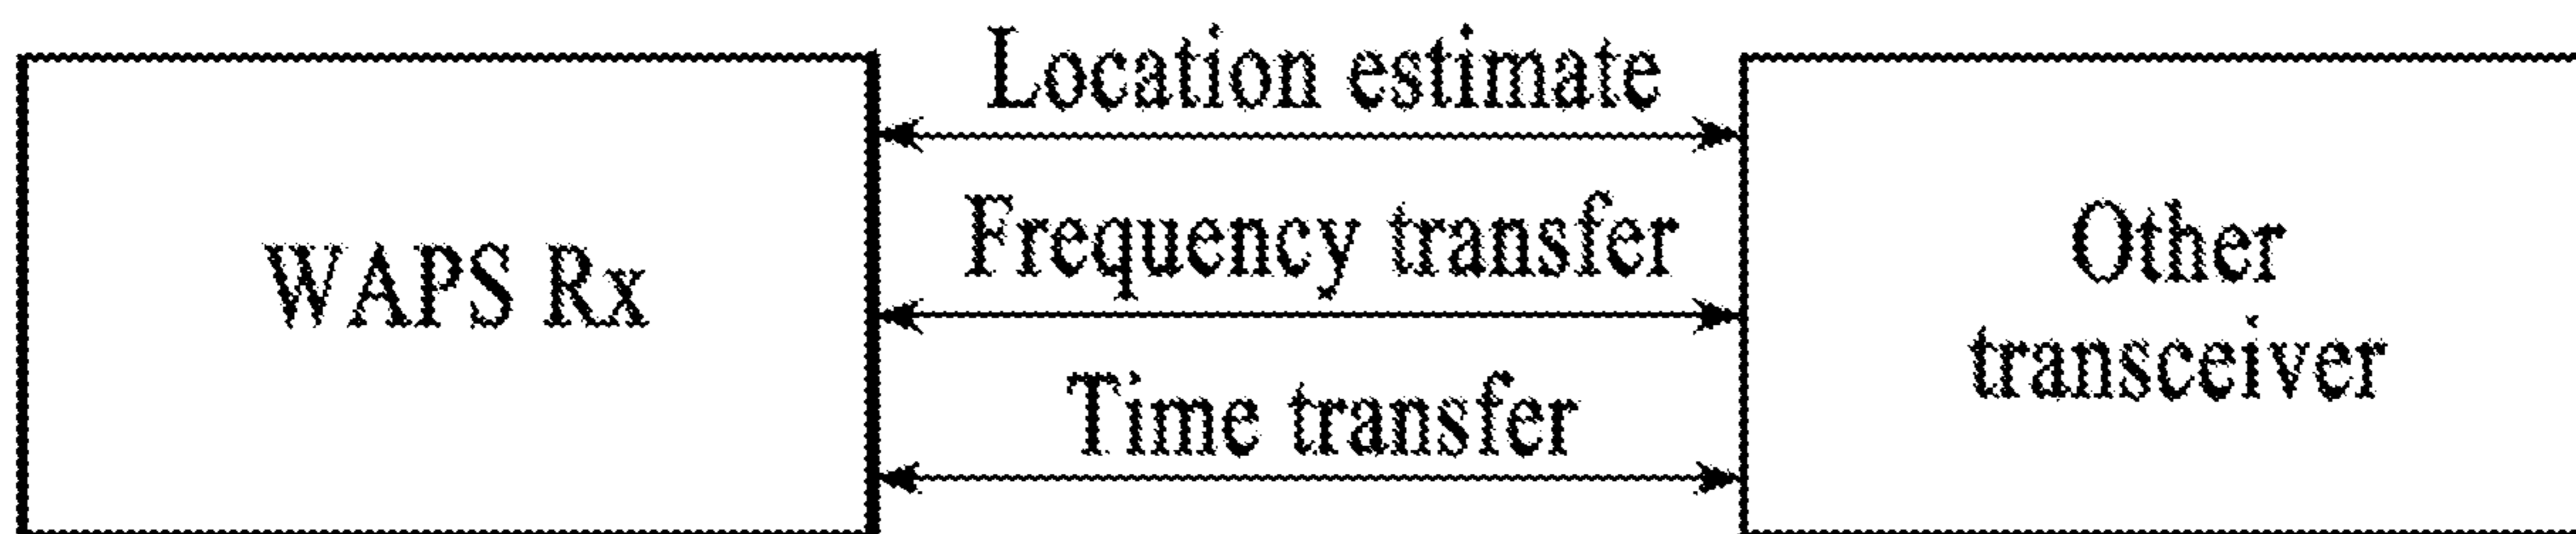 Location estimate
WAPS Rx
Frequency transfer
Time transfer
Other
transceiver